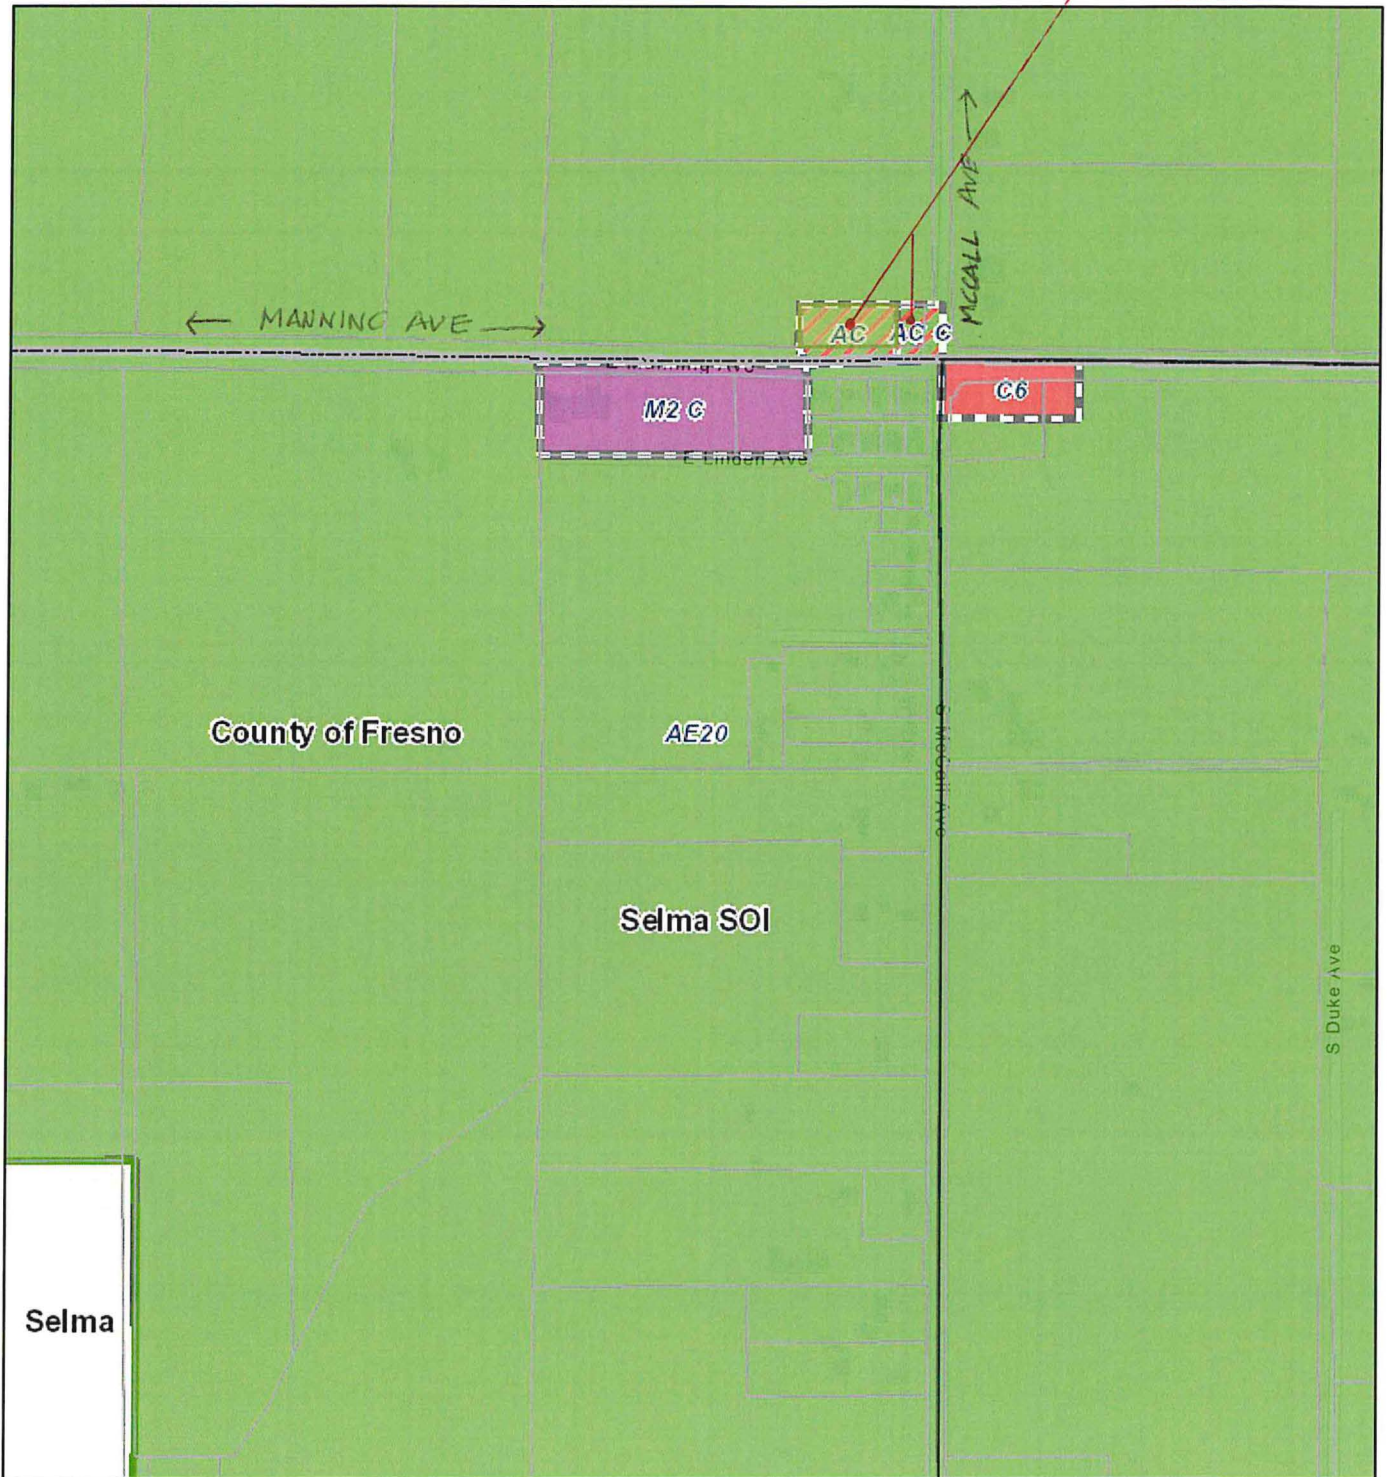 MCCALL AVE
← MANNING AVE →
AC
AC C
C6
M2 C
E Linden Ave
County of Fresno
AE20
S McCall Ave
Selma SOI
S Duke Ave
Selma